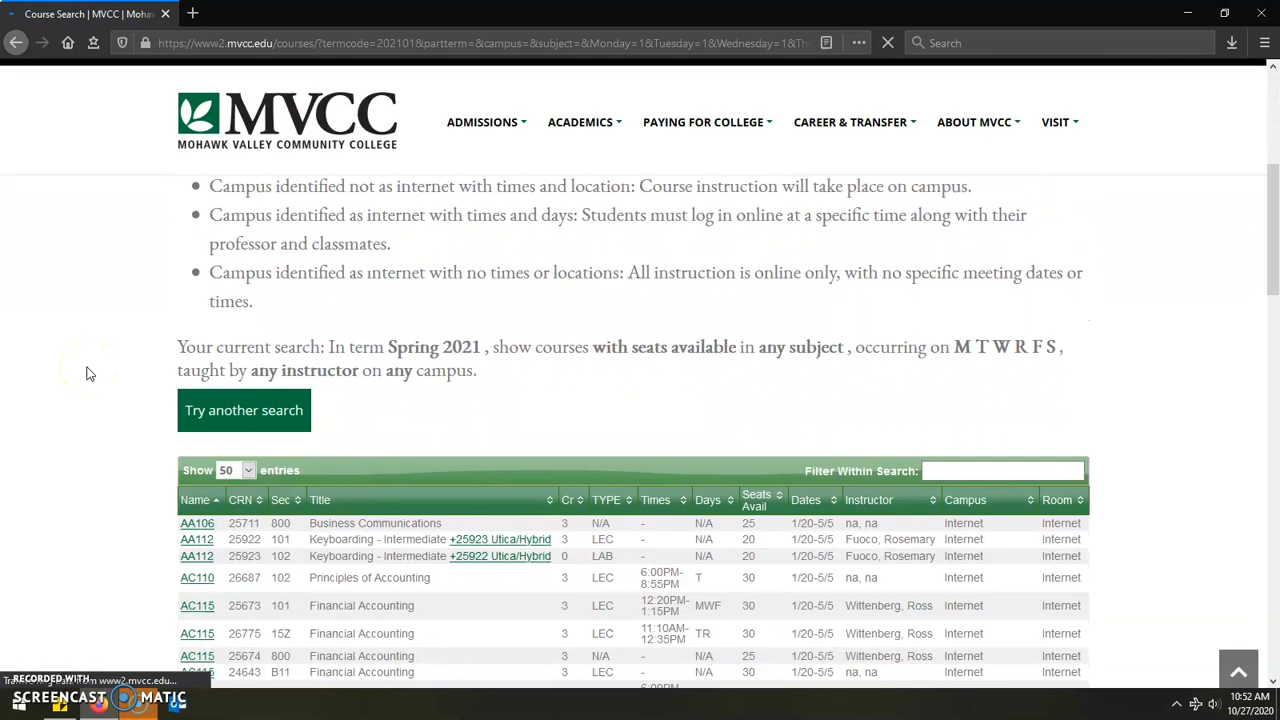 Course Search | MVCC | Moha
https://www2.mvcc.edu/courses/?termcode=202101&partterm=&campus=&subject=&Monday=1&Tuesday=1&Wednesday=1&Th
Search
MVCC
MOHAWK VALLEY COMMUNITY COLLEGE
ADMISSIONS ACADEMICS PAYING FOR COLLEGE CAREER & TRANSFER ABOUT MVCC VISIT
• Campus identified not as internet with times and location: Course instruction will take place on campus.
• Campus identified as internet with times and days: Students must log in online at a specific time along with their
professor and classmates.
• Campus identified as internet with no times or locations: All instruction is online only, with no specific meeting dates or
times.
Your current search: In term Spring 2021 , show courses with seats available in any subject , occurring on M T W R F S ,
taught by any instructor on any campus.
Try another search
Show 50 entries Filter Within Search:
Name CRN Sec Title Cr TYPE Times Days Seats Avail Dates Instructor Campus Room
AA106 25711 800 Business Communications 3 N/A - N/A 25 1/20-5/5 na, na Internet Internet
AA112 25922 101 Keyboarding - Intermediate +25923 Utica/Hybrid 3 LEC - N/A 20 1/20-5/5 Fuoco, Rosemary Internet Internet
AA112 25923 102 Keyboarding - Intermediate +25922 Utica/Hybrid 0 LAB - N/A 20 1/20-5/5 Fuoco, Rosemary Internet Internet
AC110 26687 102 Principles of Accounting 3 LEC 6:00PM-8:55PM T 30 1/20-5/5 na, na Internet Internet
AC115 25673 101 Financial Accounting 3 LEC 12:20PM-1:15PM MWF 30 1/20-5/5 Wittenberg, Ross Internet Internet
AC115 26775 15Z Financial Accounting 3 LEC 11:10AM-12:35PM TR 30 1/20-5/5 Wittenberg, Ross Internet Internet
AC115 25674 800 Financial Accounting 3 N/A - N/A 30 1/20-5/5 Wittenberg, Ross Internet Internet
AC115 24643 B11 Financial Accounting 3 LEC - N/A 30 1/20-5/5 Wittenberg, Ross Internet Internet
from www2.mvcc.edu...
RECORDED WITH
SCREENCAST MATIC
10:52 AM
10/27/2020